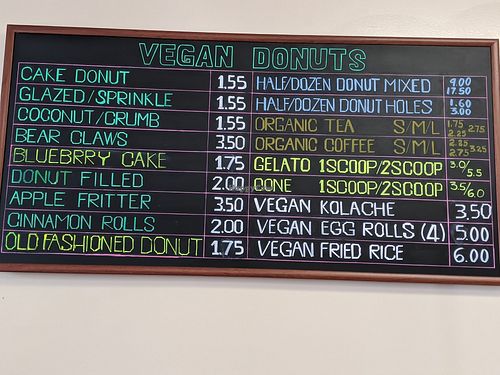 VEGAN DONUTS
CAKE DONUT 1.55
GLAZED/SPRINKLE 1.55
COCONUT/CRUMB 1.55
BEAR CLAWS 3.50
BLUEBRRY CAKE 1.75
DONUT FILLED 2.00
APPLE FRITTER 3.50
CINNAMON ROLLS 2.00
OLD FASHIONED DONUT 1.75
HALF/DOZEN DONUT MIXED 9.00 17.50
HALF/DOZEN DONUT HOLES 1.60 3.00
ORGANIC TEA S/M/L 1.75 2.25 2.75
ORGANIC COFFEE S/M/L 2.25 2.75 3.25
GELATO 1SCOOP/2SCOOP 3.0/5.5
CONE 1SCOOP/2SCOOP 3.5/6.0
VEGAN KOLACHE 3.50
VEGAN EGG ROLLS (4) 5.00
VEGAN FRIED RICE 6.00